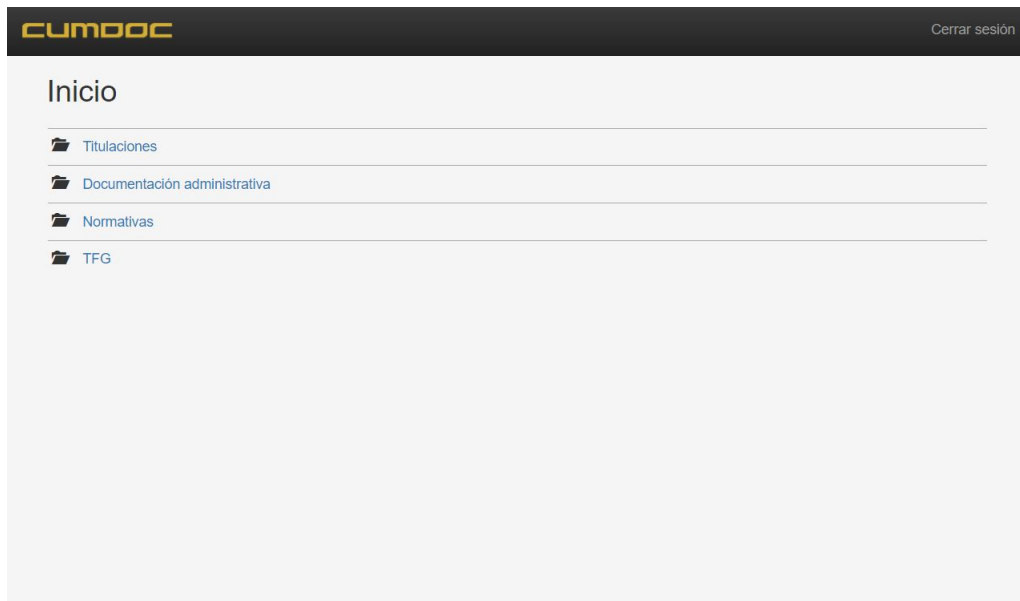 CUMDOC
Cerrar sesión
Inicio
Titulaciones
Documentación administrativa
Normativas
TFG